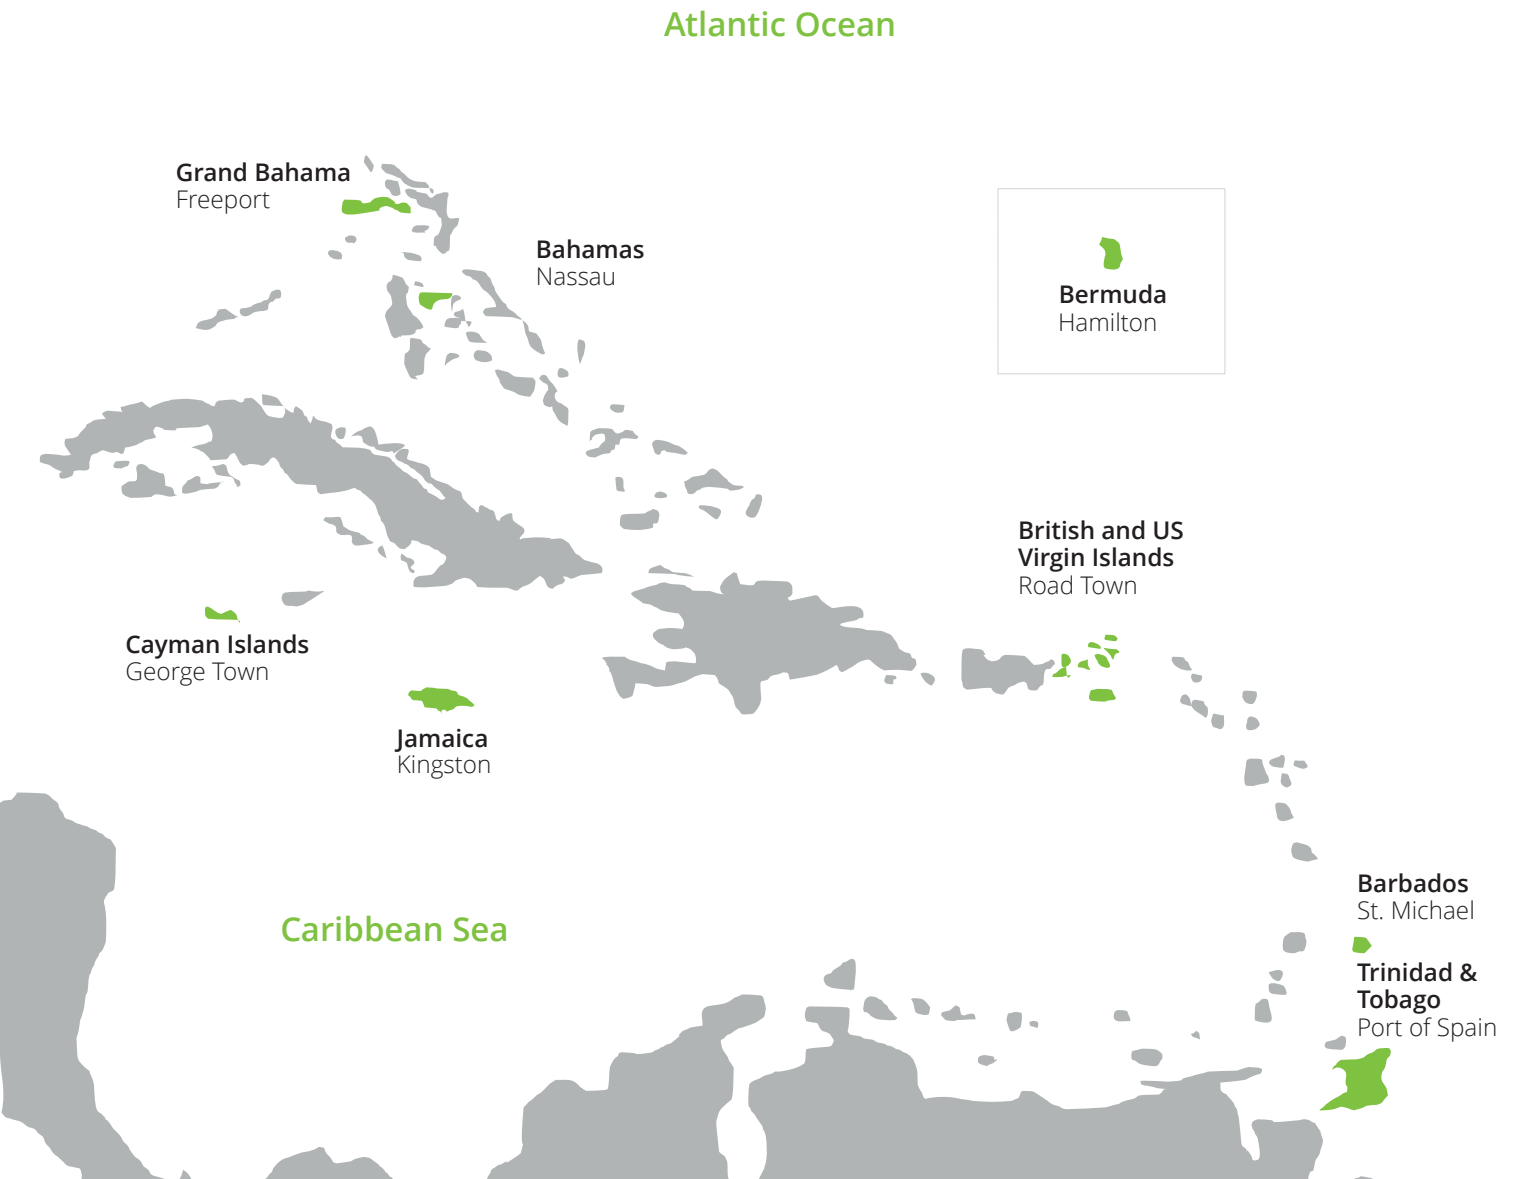 Atlantic Ocean
Grand Bahama
Freeport
Bahamas
Nassau
Bermuda
Hamilton
British and US
Virgin Islands
Road Town
Cayman Islands
George Town
Jamaica
Kingston
Barbados
St. Michael
Caribbean Sea
Trinidad &
Tobago
Port of Spain